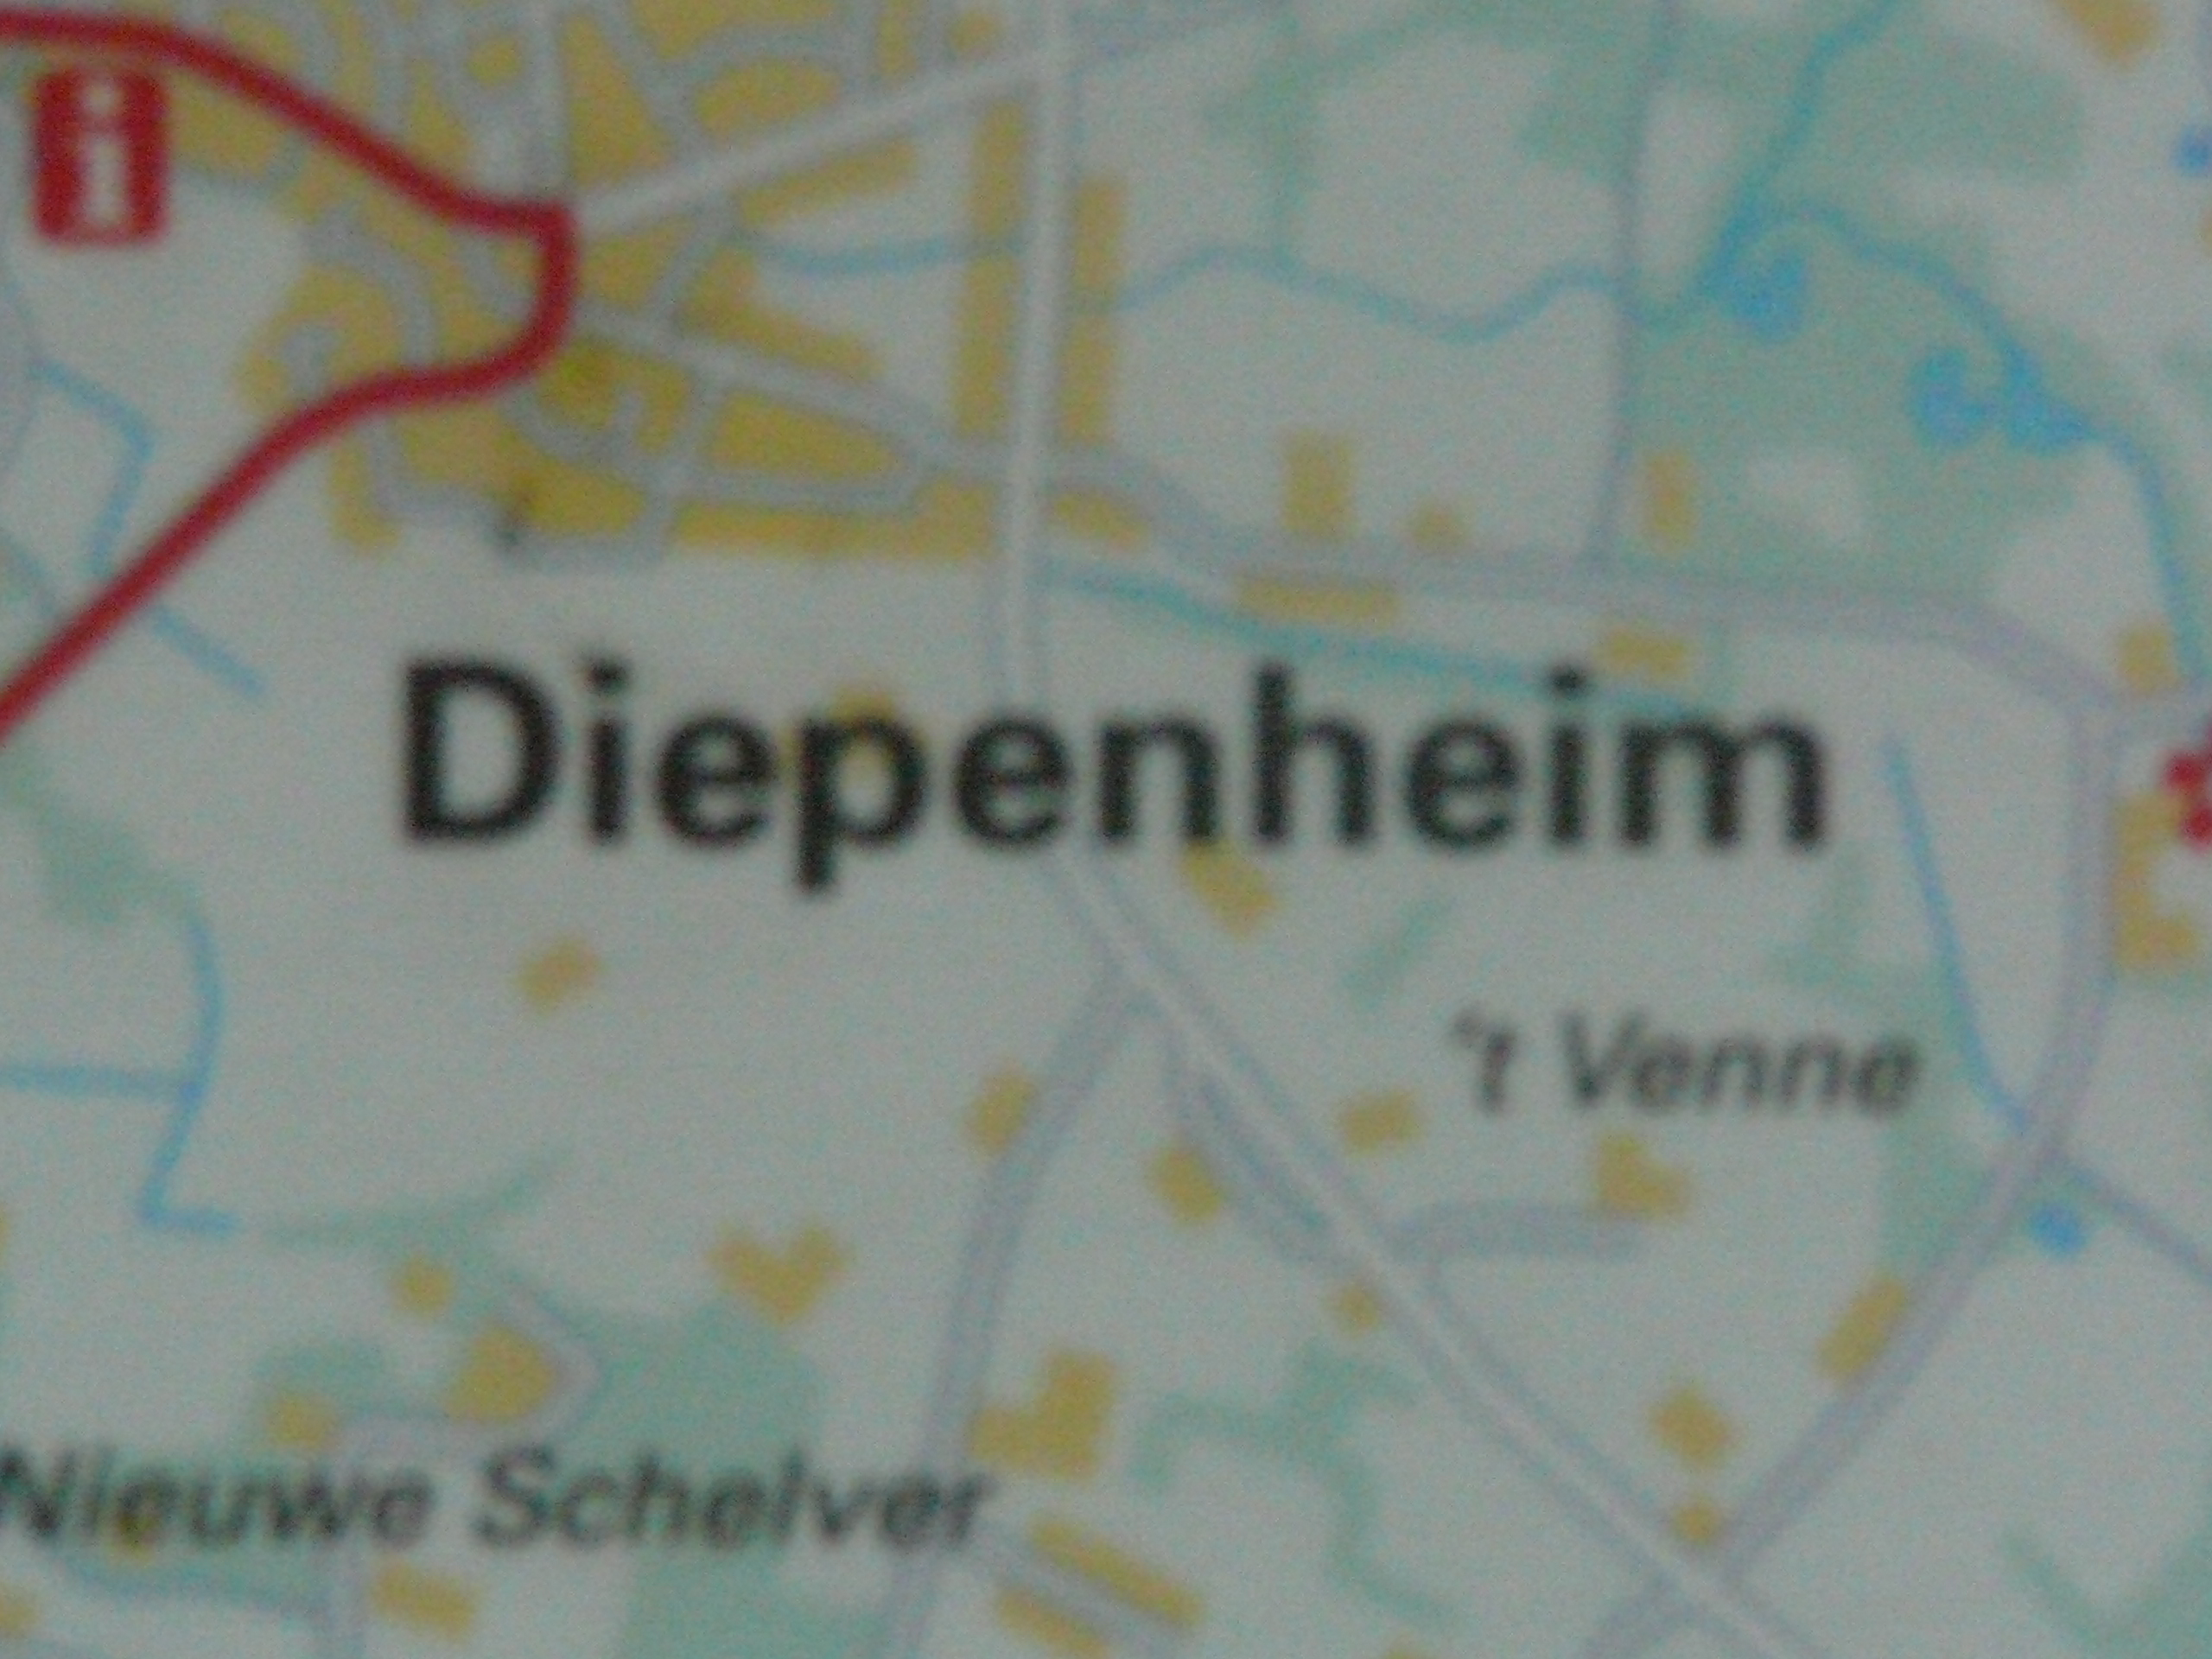 i
Diepenheim
't Venne
Nieuwe Schelver